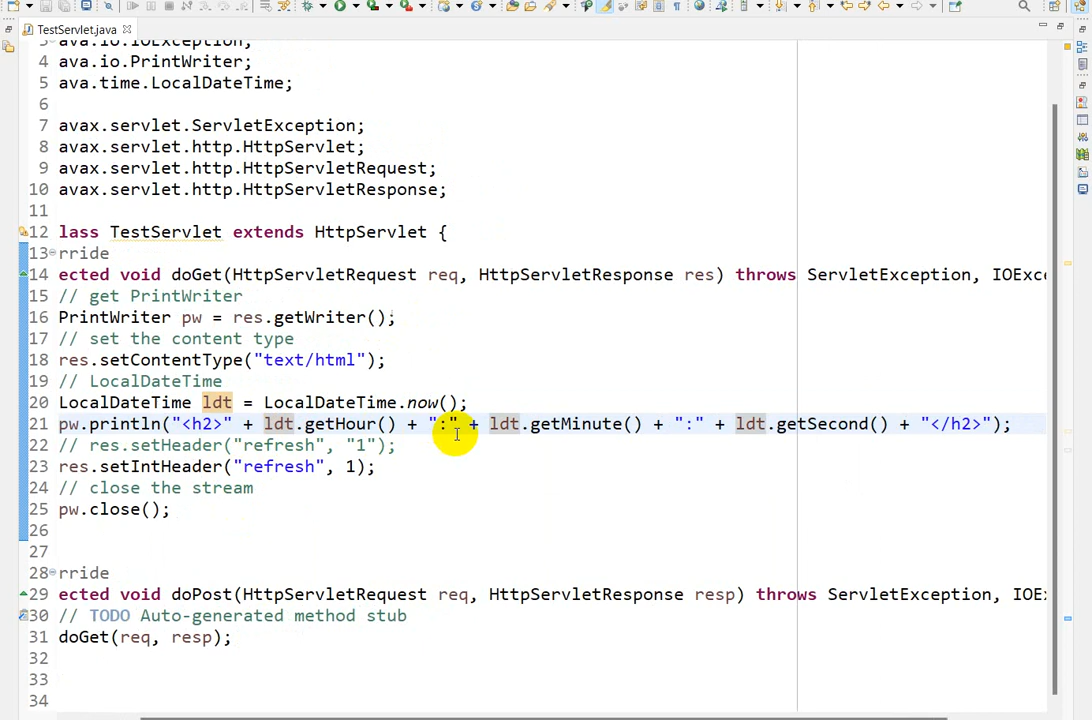 TestServlet.java
3 ava.io.IOException;
4 ava.io.PrintWriter;
5 ava.time.LocalDateTime;
6
7 avax.servlet.ServletException;
8 avax.servlet.http.HttpServlet;
9 avax.servlet.http.HttpServletRequest;
10 avax.servlet.http.HttpServletResponse;
11
12 lass TestServlet extends HttpServlet {
13 rride
14 ected void doGet(HttpServletRequest req, HttpServletResponse res) throws ServletException, IOExc
15 // get PrintWriter
16 PrintWriter pw = res.getWriter();
17 // set the content type
18 res.setContentType("text/html");
19 // LocalDateTime
20 LocalDateTime ldt = LocalDateTime.now();
21 pw.println("<h2>" + ldt.getHour() + ":" + ldt.getMinute() + ":" + ldt.getSecond() + "</h2>");
22 // res.setHeader("refresh", "1");
23 res.setIntHeader("refresh", 1);
24 // close the stream
25 pw.close();
26
27
28 rride
29 ected void doPost(HttpServletRequest req, HttpServletResponse resp) throws ServletException, IOE
30 // TODO Auto-generated method stub
31 doGet(req, resp);
32
33
34